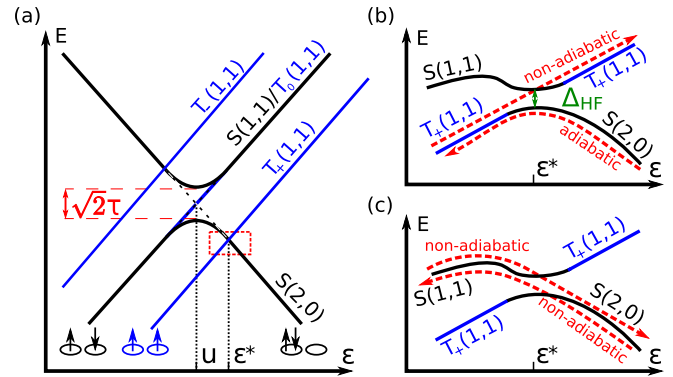 (a)
E
T₋(1,1)
S(1,1)/T₀(1,1)
T₊(1,1)
√2τ
S(2,0)
u
ε*
ε
(b)
E
S(1,1)
non-adiabatic
T₊(1,1)
Δ_HF
T₊(1,1)
S(2,0)
adiabatic
ε*
ε
(c)
E
non-adiabatic
T₊(1,1)
S(1,1)
S(2,0)
T₊(1,1)
non-adiabatic
ε*
ε